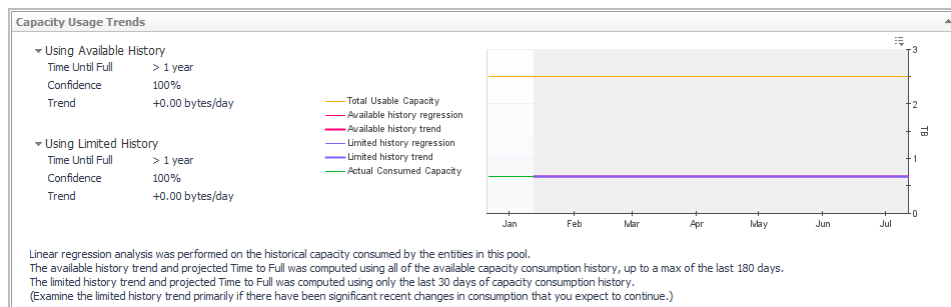 Capacity Usage Trends
Using Available History
Time Until Full > 1 year
Confidence 100%
Trend +0.00 bytes/day
Using Limited History
Time Until Full > 1 year
Confidence 100%
Trend +0.00 bytes/day
Total Usable Capacity
Available history regression
Available history trend
Limited history regression
Limited history trend
Actual Consumed Capacity
3
2
TB
1
0
Jan Feb Mar Apr May Jun Jul
Linear regression analysis was performed on the historical capacity consumed by the entities in this pool.
The available history trend and projected Time to Full was computed using all of the available capacity consumption history, up to a max of the last 180 days.
The limited history trend and projected Time to Full was computed using only the last 30 days of capacity consumption history.
(Examine the limited history trend primarily if there have been significant recent changes in consumption that you expect to continue.)